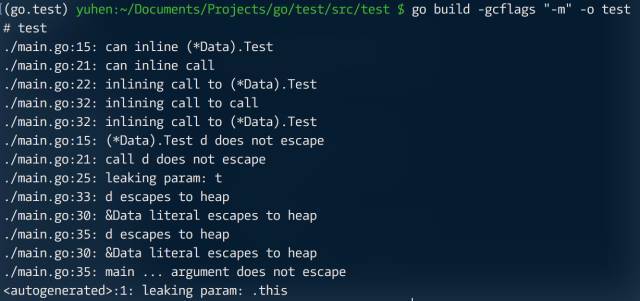 (go.test) yuhen:~/Documents/Projects/go/test/src/test $ go build -gcflags "-m" -o test
# test
./main.go:15: can inline (*Data).Test
./main.go:21: can inline call
./main.go:22: inlining call to (*Data).Test
./main.go:32: inlining call to call
./main.go:32: inlining call to (*Data).Test
./main.go:15: (*Data).Test d does not escape
./main.go:21: call d does not escape
./main.go:25: leaking param: t
./main.go:33: d escapes to heap
./main.go:30: &Data literal escapes to heap
./main.go:35: d escapes to heap
./main.go:30: &Data literal escapes to heap
./main.go:35: main ... argument does not escape
<autogenerated>:1: leaking param: .this